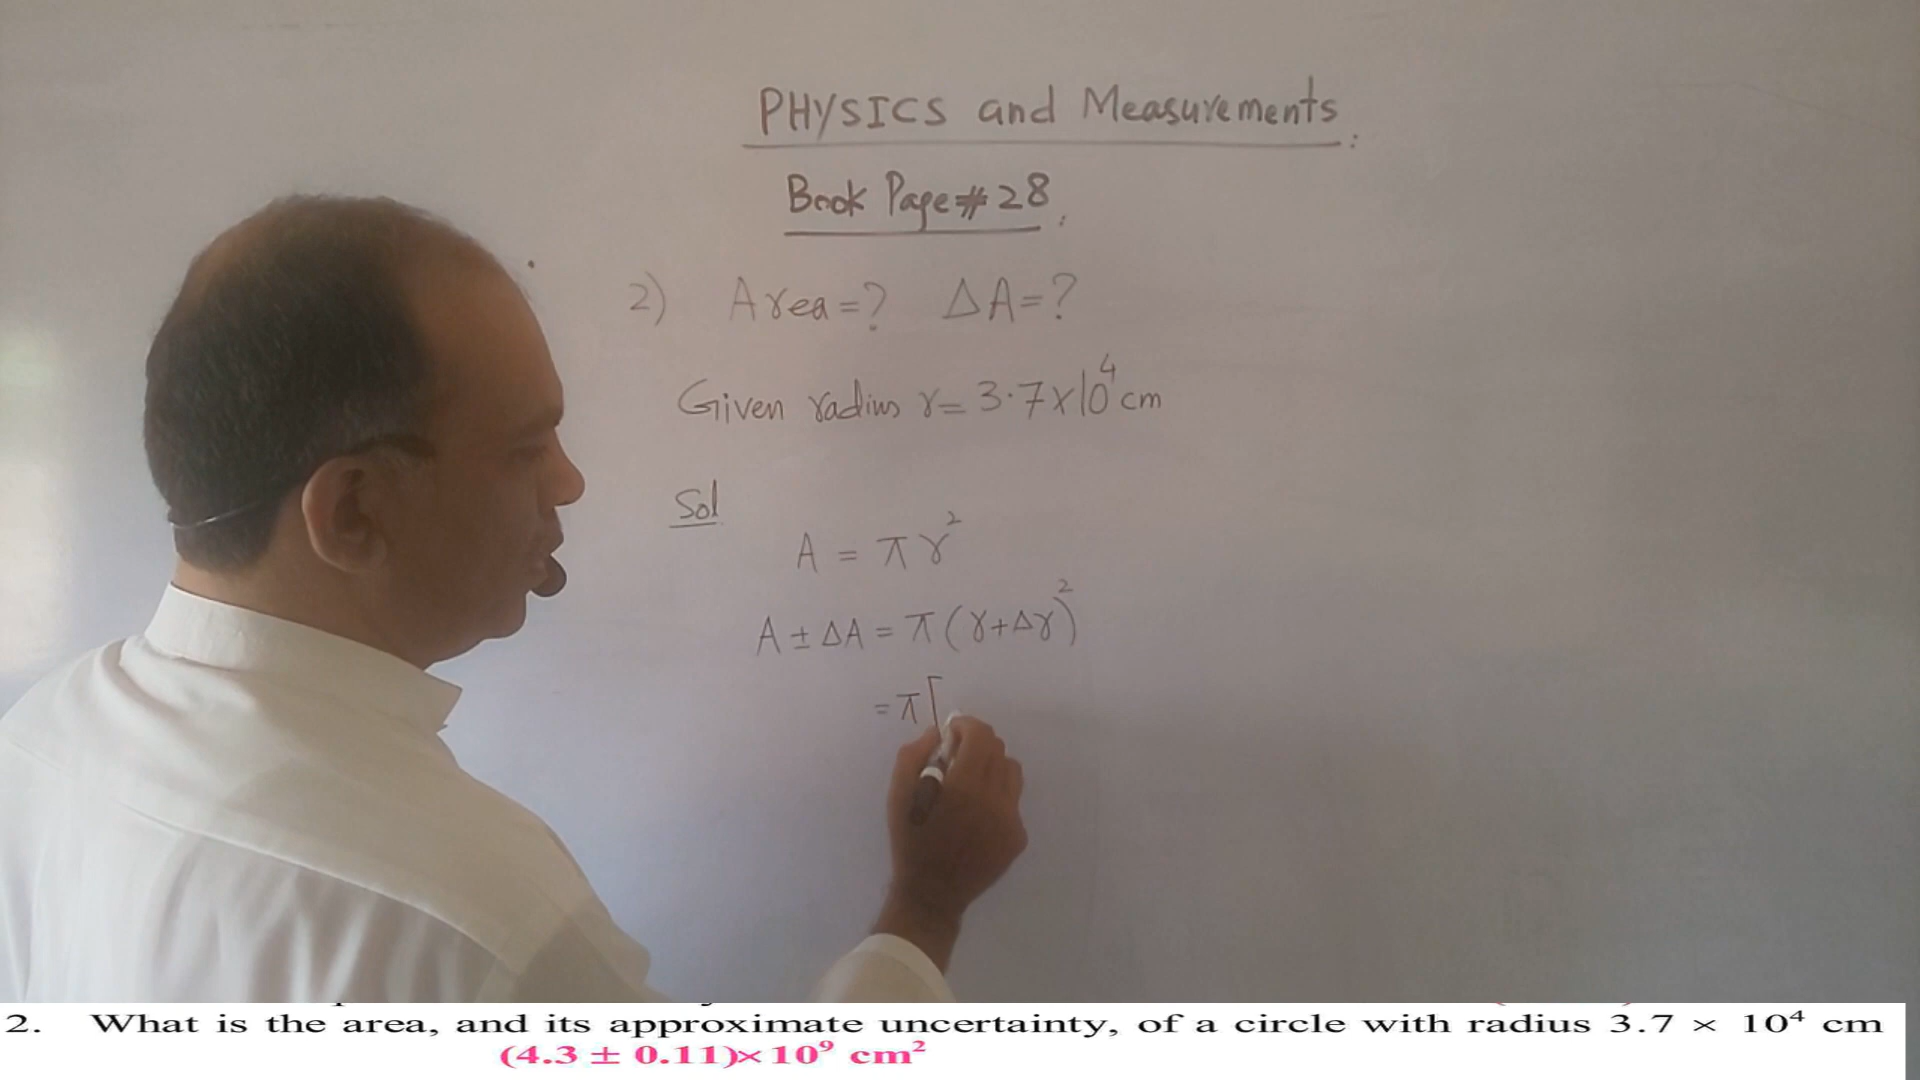 PHYSICS and Measurements:
Book Page # 28:
2) Area = ? ΔA = ?
Given radius r = 3.7 × 10⁴ cm
Sol
A = π r²
A ± ΔA = π (r + Δr)²
= π [
2. What is the area, and its approximate uncertainty, of a circle with radius 3.7 × 10⁴ cm
(4.3 ± 0.11)× 10⁹ cm²